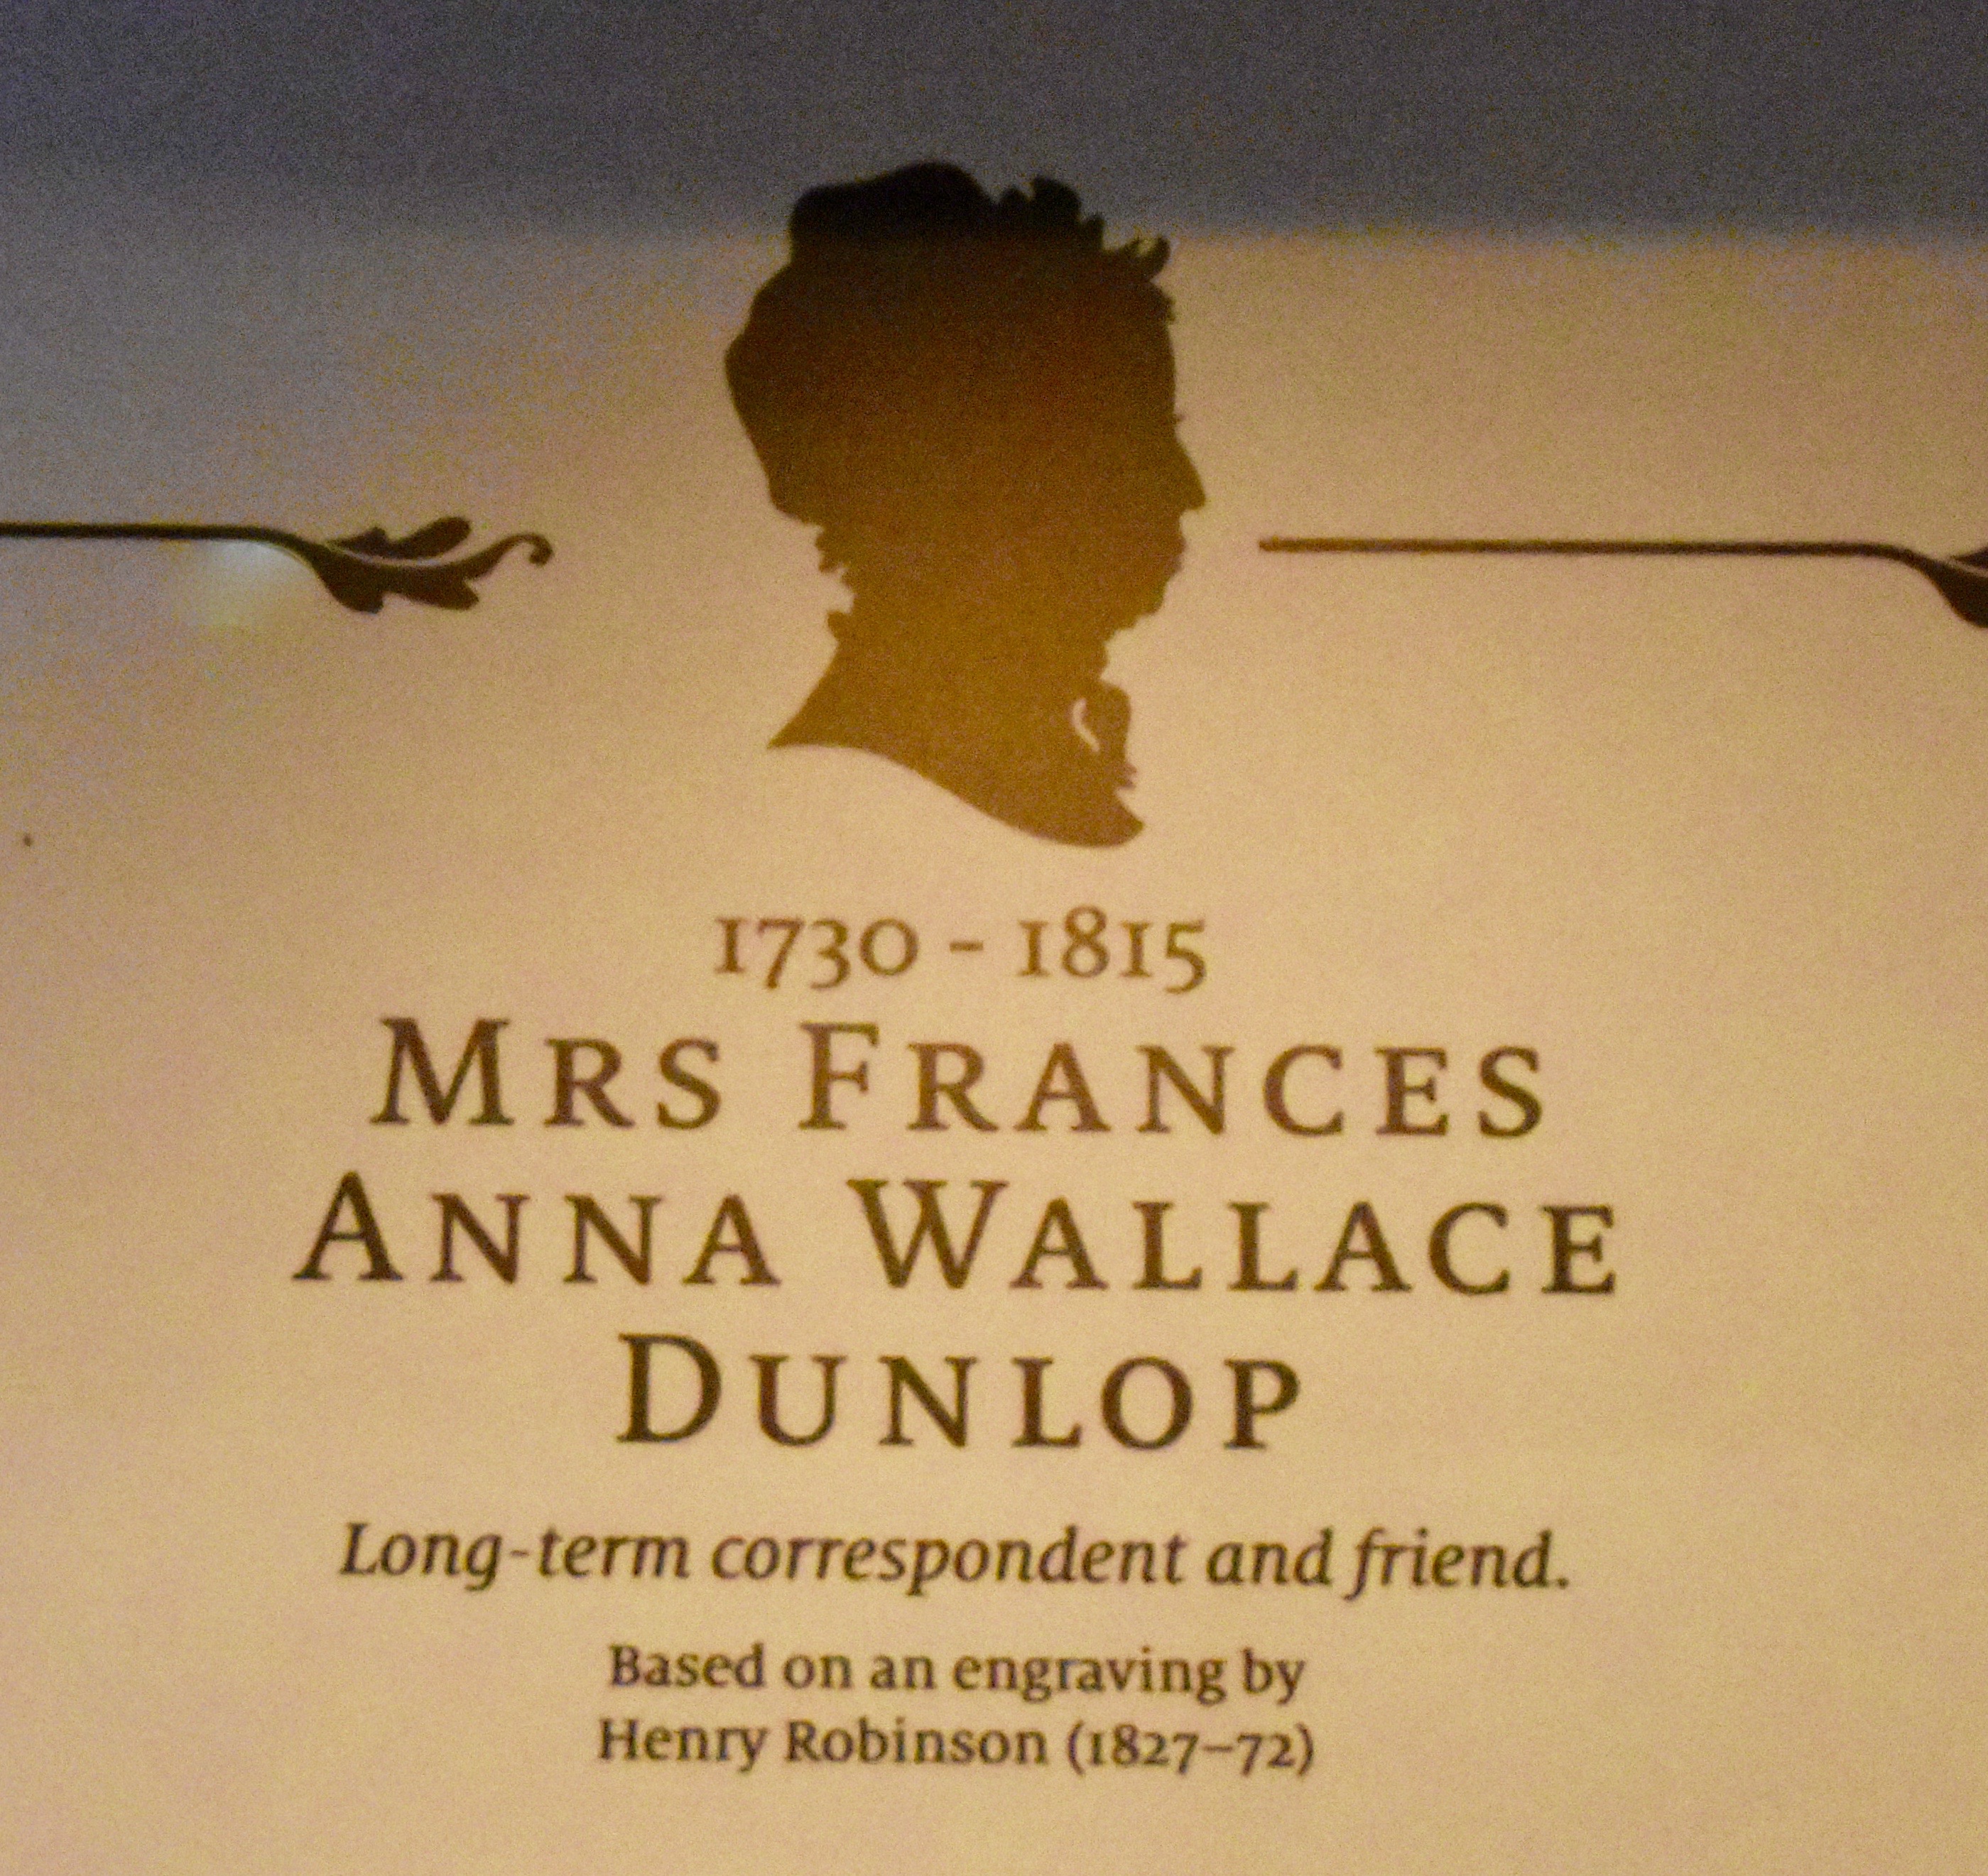 1730 - 1815
MRS FRANCES
ANNA WALLACE
DUNLOP
Long-term correspondent and friend.
Based on an engraving by
Henry Robinson (1827–72)